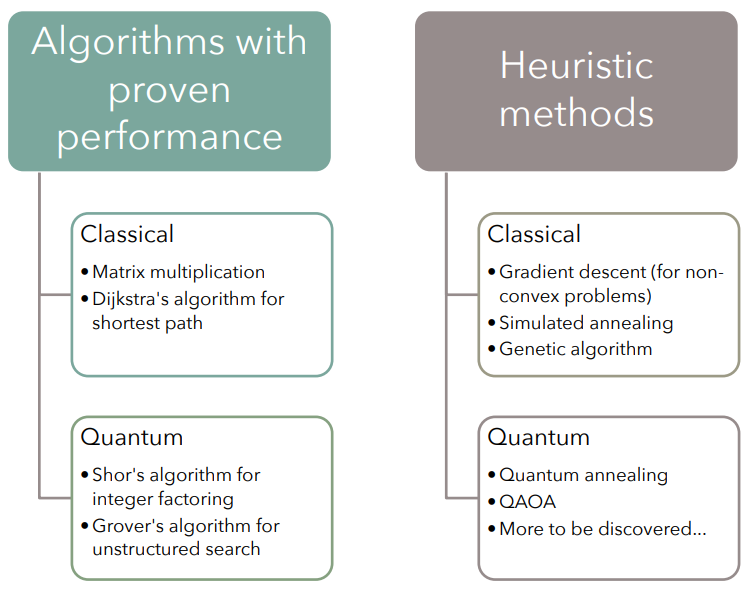 Algorithms with
proven
performance
Classical
• Matrix multiplication
• Dijkstra's algorithm for
shortest path
Quantum
• Shor's algorithm for
integer factoring
• Grover's algorithm for
unstructured search
Heuristic
methods
Classical
• Gradient descent (for non-
convex problems)
• Simulated annealing
• Genetic algorithm
Quantum
• Quantum annealing
• QAOA
• More to be discovered...